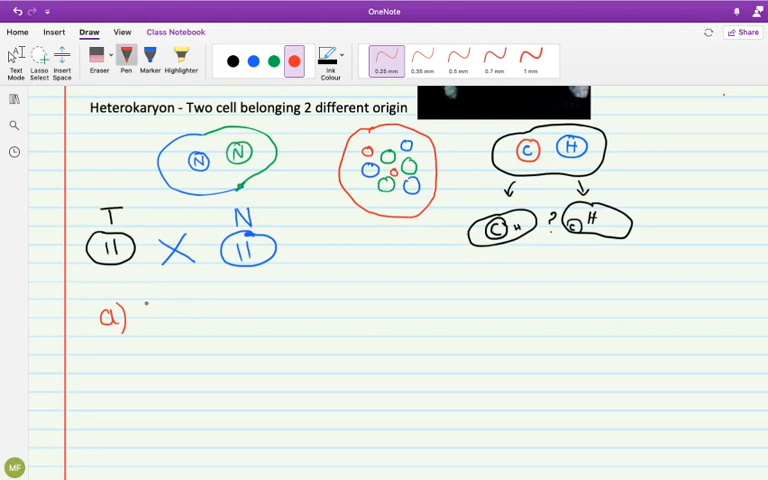 OneNote
Home Insert Draw View Class Notebook
Share
Text Mode
Lasso Select
Insert Space
Eraser
Pen
Marker
Highlighter
Ink Colour
0.25 mm
0.35 mm
0.5 mm
0.7 mm
1 mm
Heterokaryon - Two cell belonging 2 different origin
N N
C H
C H ? C H
T N
11 X 11
a)
MF